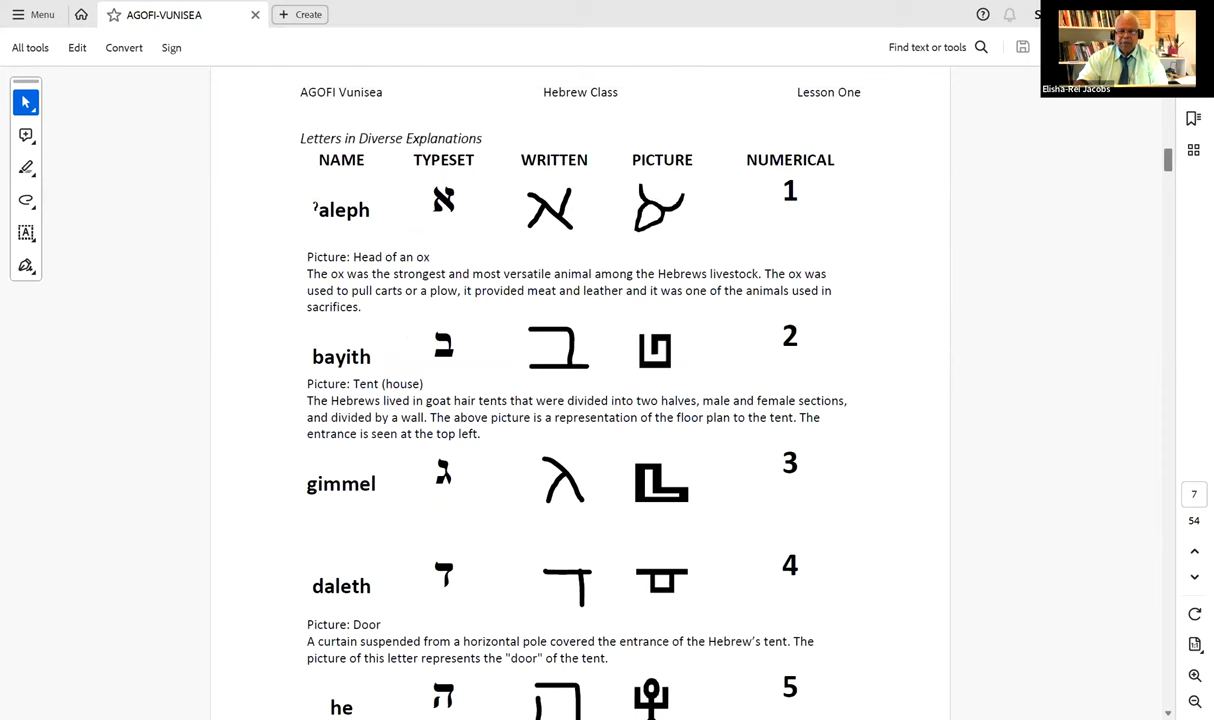 Menu
AGOFI-VUNISEA
Create
All tools
Edit
Convert
Sign
Find text or tools
Elisha-Rei Jacobs
AGOFI Vunisea Hebrew Class Lesson One
Letters in Diverse Explanations
NAME TYPESET WRITTEN PICTURE NUMERICAL
ˀaleph א א 1
Picture: Head of an ox
The ox was the strongest and most versatile animal among the Hebrews livestock. The ox was
used to pull carts or a plow, it provided meat and leather and it was one of the animals used in
sacrifices.
bayith ב ב 2
Picture: Tent (house)
The Hebrews lived in goat hair tents that were divided into two halves, male and female sections,
and divided by a wall. The above picture is a representation of the floor plan to the tent. The
entrance is seen at the top left.
gimmel ג ג 3
daleth ד ד 4
Picture: Door
A curtain suspended from a horizontal pole covered the entrance of the Hebrew’s tent. The
picture of this letter represents the "door" of the tent.
he ה ה 5
7
54